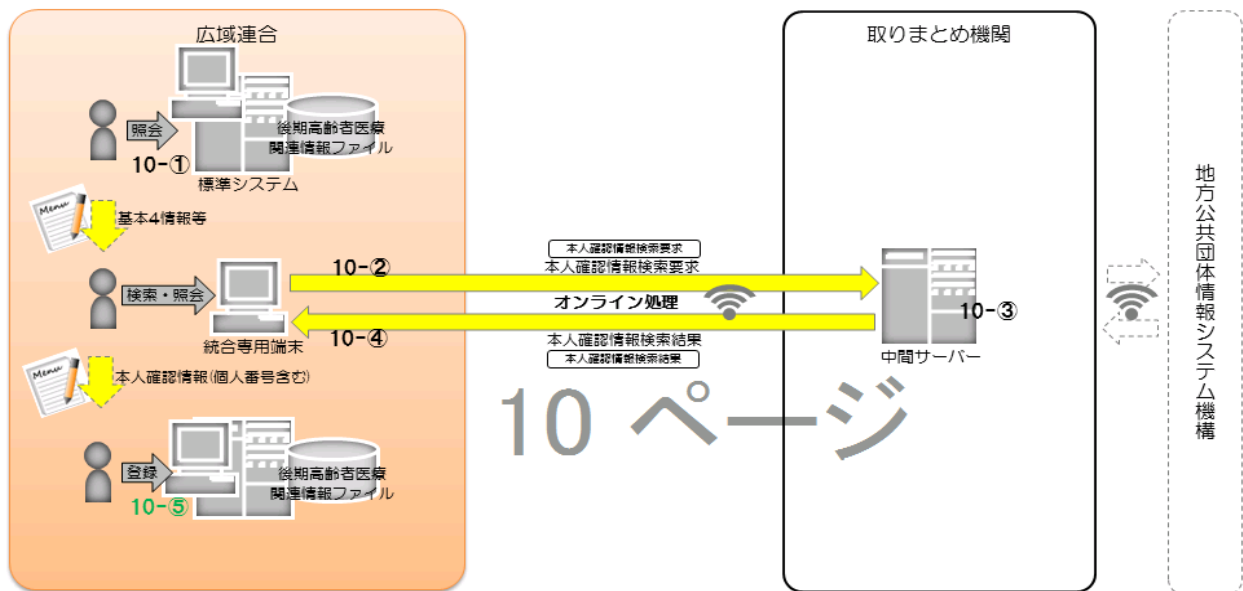 広域連合
照会
10-①
後期高齢者医療
関連情報ファイル
標準システム
Menu
基本4情報等
検索・照会
統合専用端末
10-②
本人確認情報検索要求
本人確認情報検索要求
オンライン処理
10-④
本人確認情報検索結果
本人確認情報検索結果
Menu
本人確認情報(個人番号含む)
登録
10-⑤
後期高齢者医療
関連情報ファイル
10 ページ
取りまとめ機関
10-③
中間サーバー
地方公共団体情報システム機構